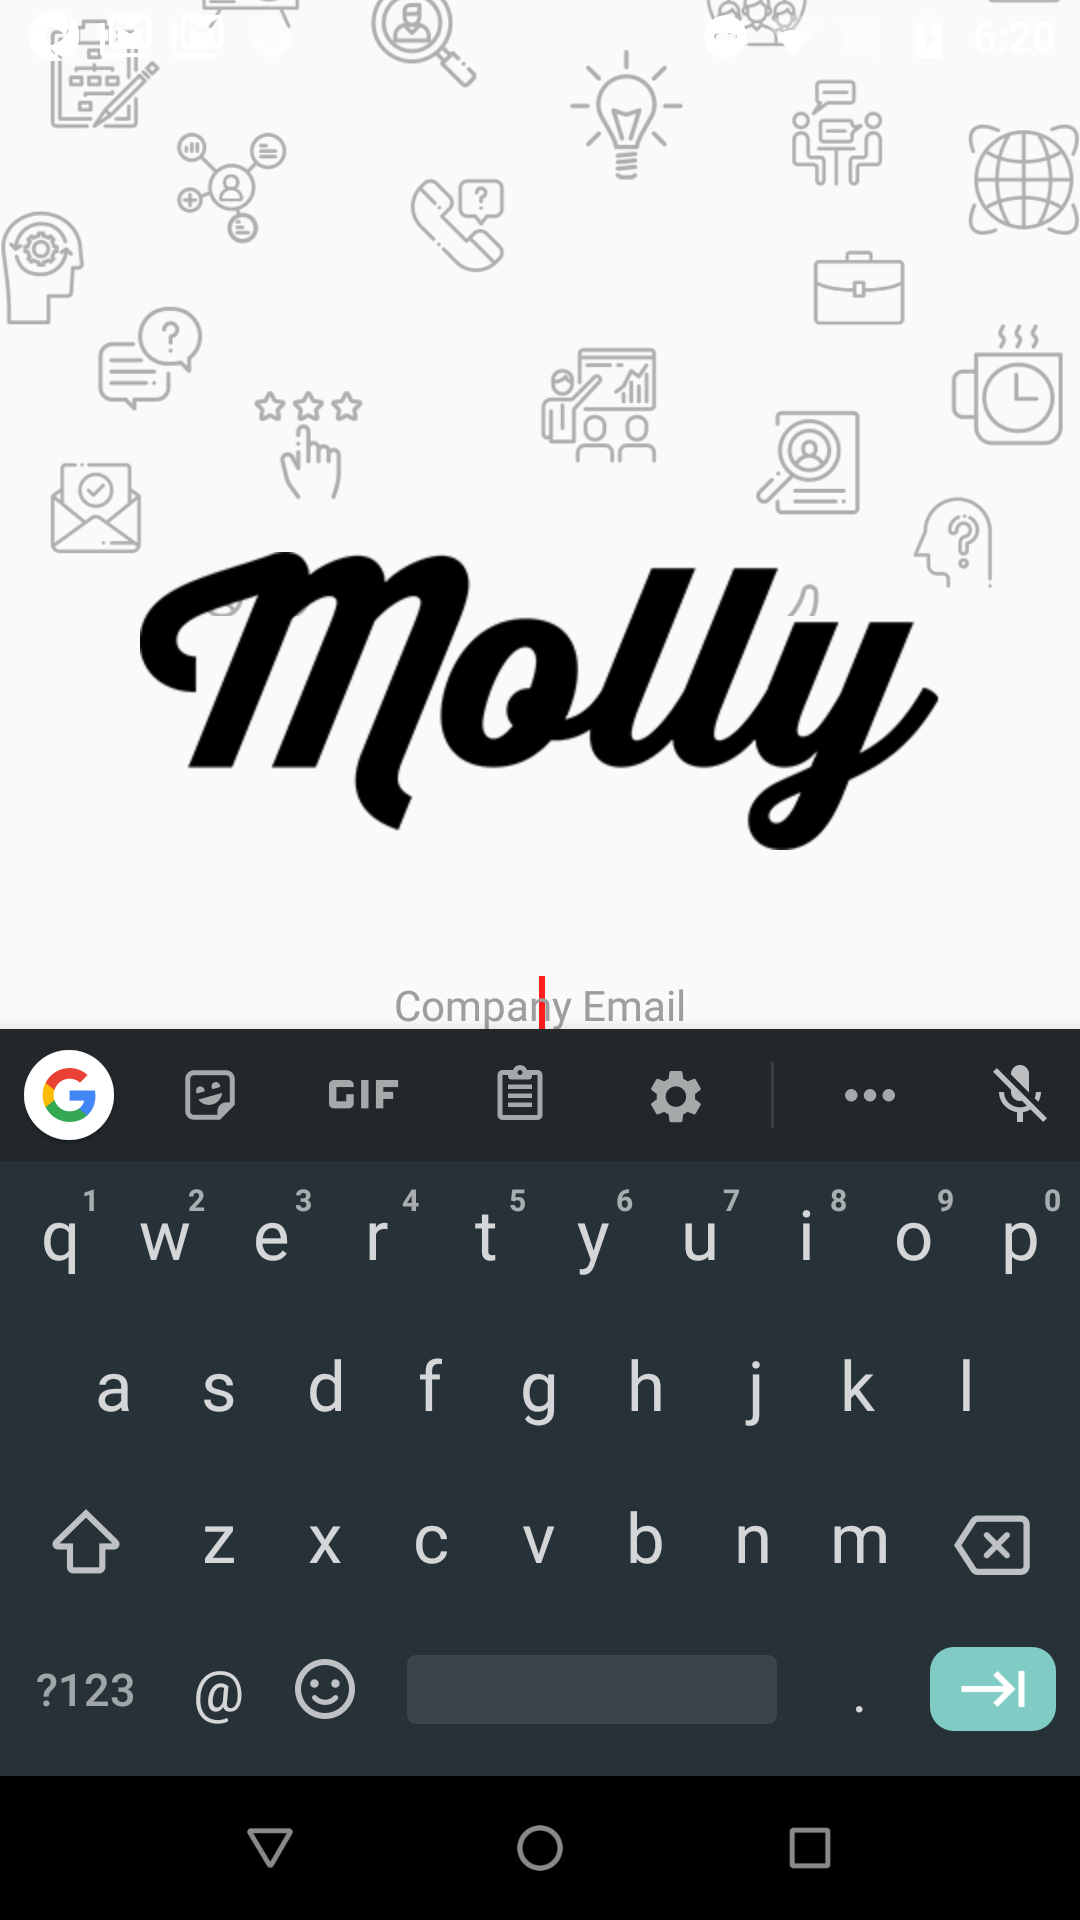 6:20
Molly
Company Email
G GIF
1 2 3 4 5 6 7 8 9 0
q w e r t y u i o p
a s d f g h j k l
z x c v b n m
?123 @ .